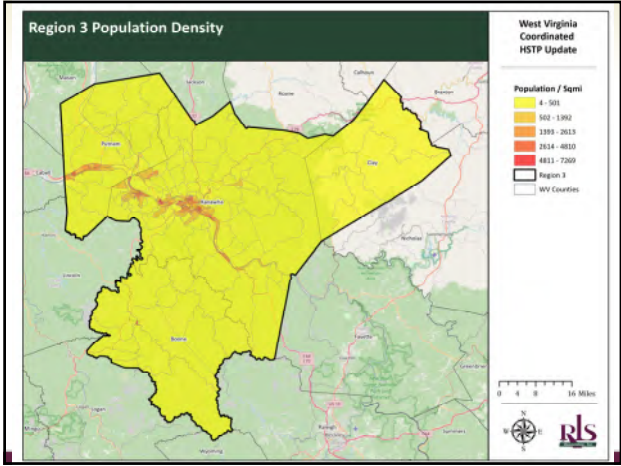 Region 3 Population Density
West Virginia
Coordinated
HSTP Update
Population / Sqmi
4 - 501
502 - 1392
1393 - 2613
2614 - 4810
4811 - 7269
Region 3
WV Counties
Mason
Jackson
Roane
Calhoun
Braxton
Putnam
Clay
Cabell
Kanawha
Nicholas
Lincoln
Boone
Fayette
Greenbrier
Logan
Mingo
Raleigh
Summers
Wyoming
0 4 8 16 Miles
N
W E
S
RLS